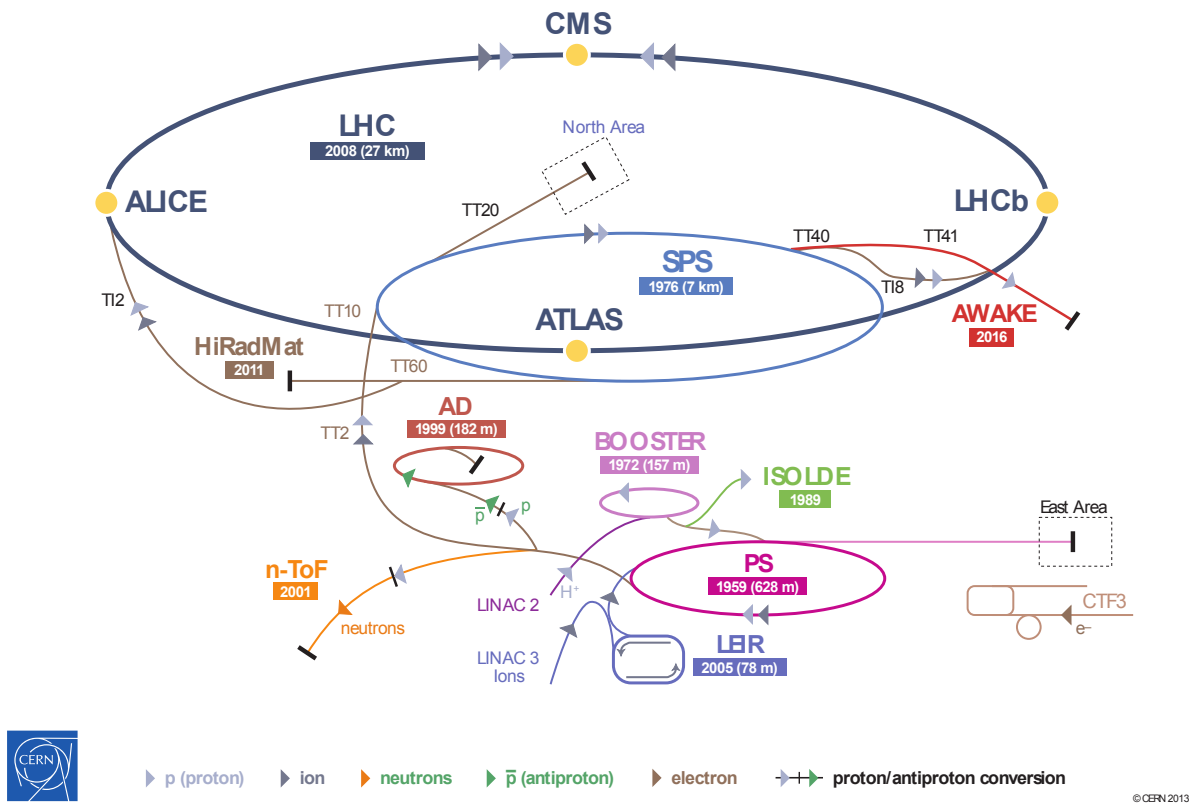 CMS
LHC
2008 (27 km)
North Area
ALICE
TT20
LHCb
TT40
TT41
SPS
1976 (7 km)
TI8
TI2
TT10
ATLAS
AWAKE
2016
HiRadMat
2011
TT60
AD
1999 (182 m)
TT2
BOOSTER
1972 (157 m)
ISOLDE
1989
p
p̅
East Area
n-ToF
2001
PS
1959 (628 m)
H⁺
LINAC 2
neutrons
CTF3
e–
LEIR
2005 (78 m)
LINAC 3
Ions
CERN
p (proton)
ion
neutrons
p̅ (antiproton)
electron
proton/antiproton conversion
© CERN 2013